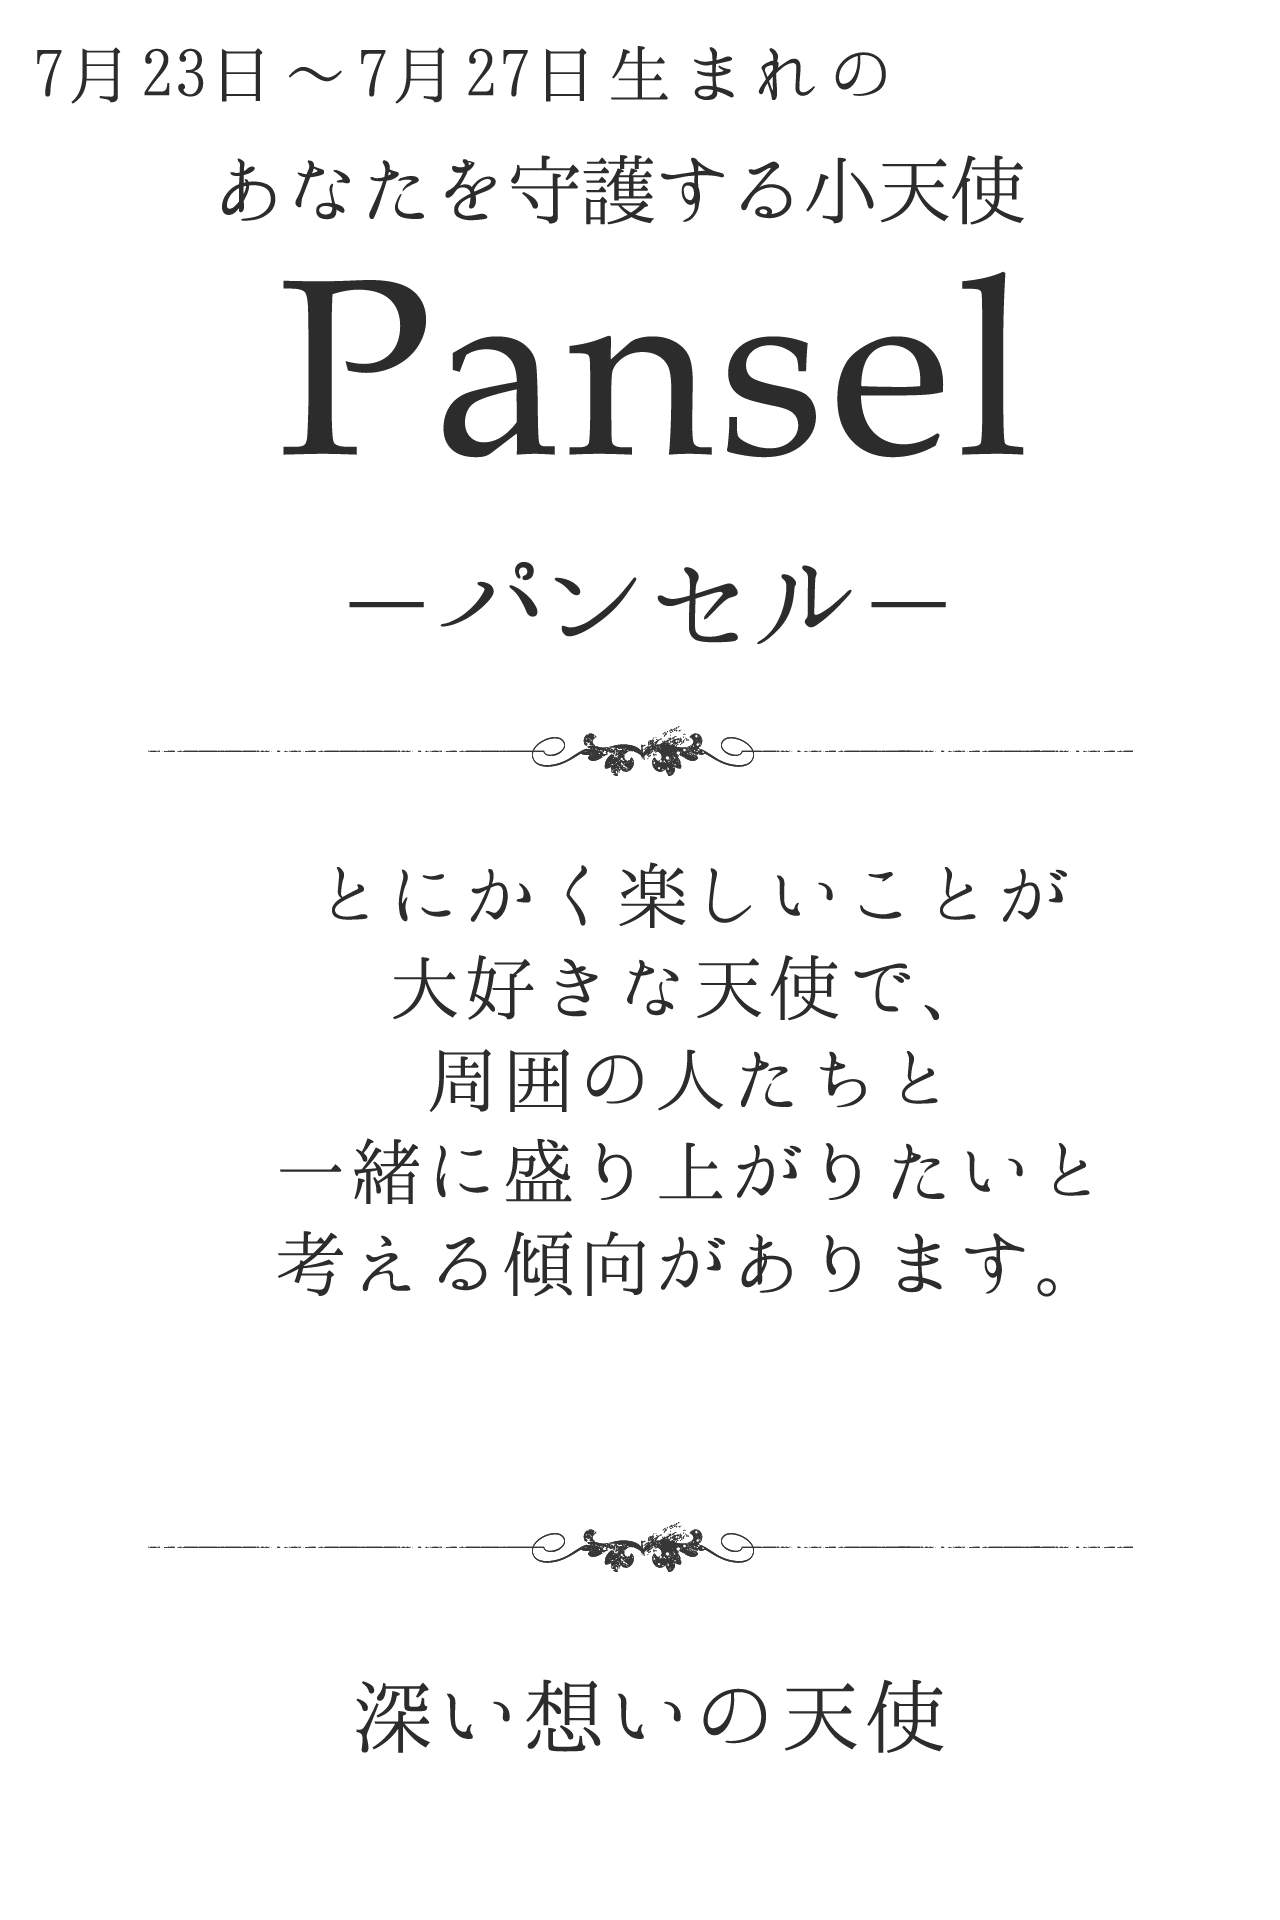 7月23日～7月27日生まれの
あなたを守護する小天使
Pansel
―パンセル―
とにかく楽しいことが
大好きな天使で、
周囲の人たちと
一緒に盛り上がりたいと
考える傾向があります。
深い想いの天使